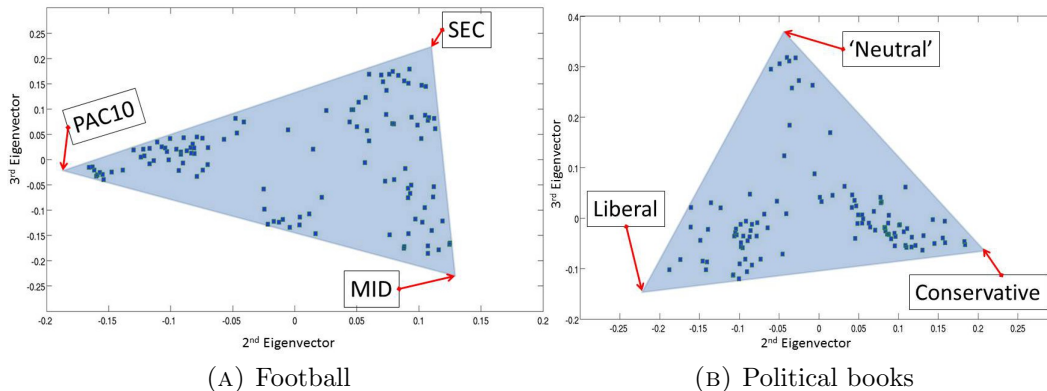 SEC
PAC10
MID
3rd Eigenvector
0.25
0.2
0.15
0.1
0.05
0
-0.05
-0.1
-0.15
-0.2
0.25
-0.2 -0.15 -0.1 -0.05 0 0.05 0.1 0.15 0.2
2nd Eigenvector
(A) Football
'Neutral'
Liberal
Conservative
3rd Eigenvector
0.4
0.3
0.2
0.1
0
-0.1
-0.2
-0.25 -0.2 -0.15 -0.1 -0.05 0 0.05 0.1 0.15 0.2 0.25
2nd Eigenvector
(B) Political books